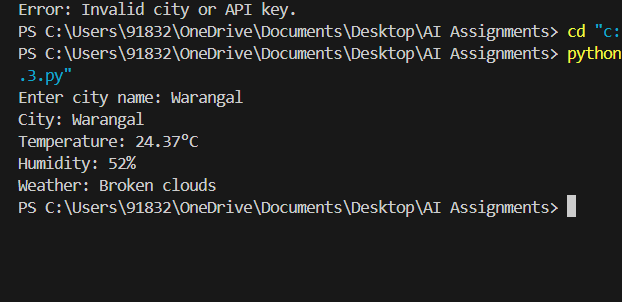 Error: Invalid city or API key.
PS C:\Users\91832\OneDrive\Documents\Desktop\AI Assignments> cd "c:
PS C:\Users\91832\OneDrive\Documents\Desktop\AI Assignments> python
.3.py"
Enter city name: Warangal
City: Warangal
Temperature: 24.37°C
Humidity: 52%
Weather: Broken clouds
PS C:\Users\91832\OneDrive\Documents\Desktop\AI Assignments>